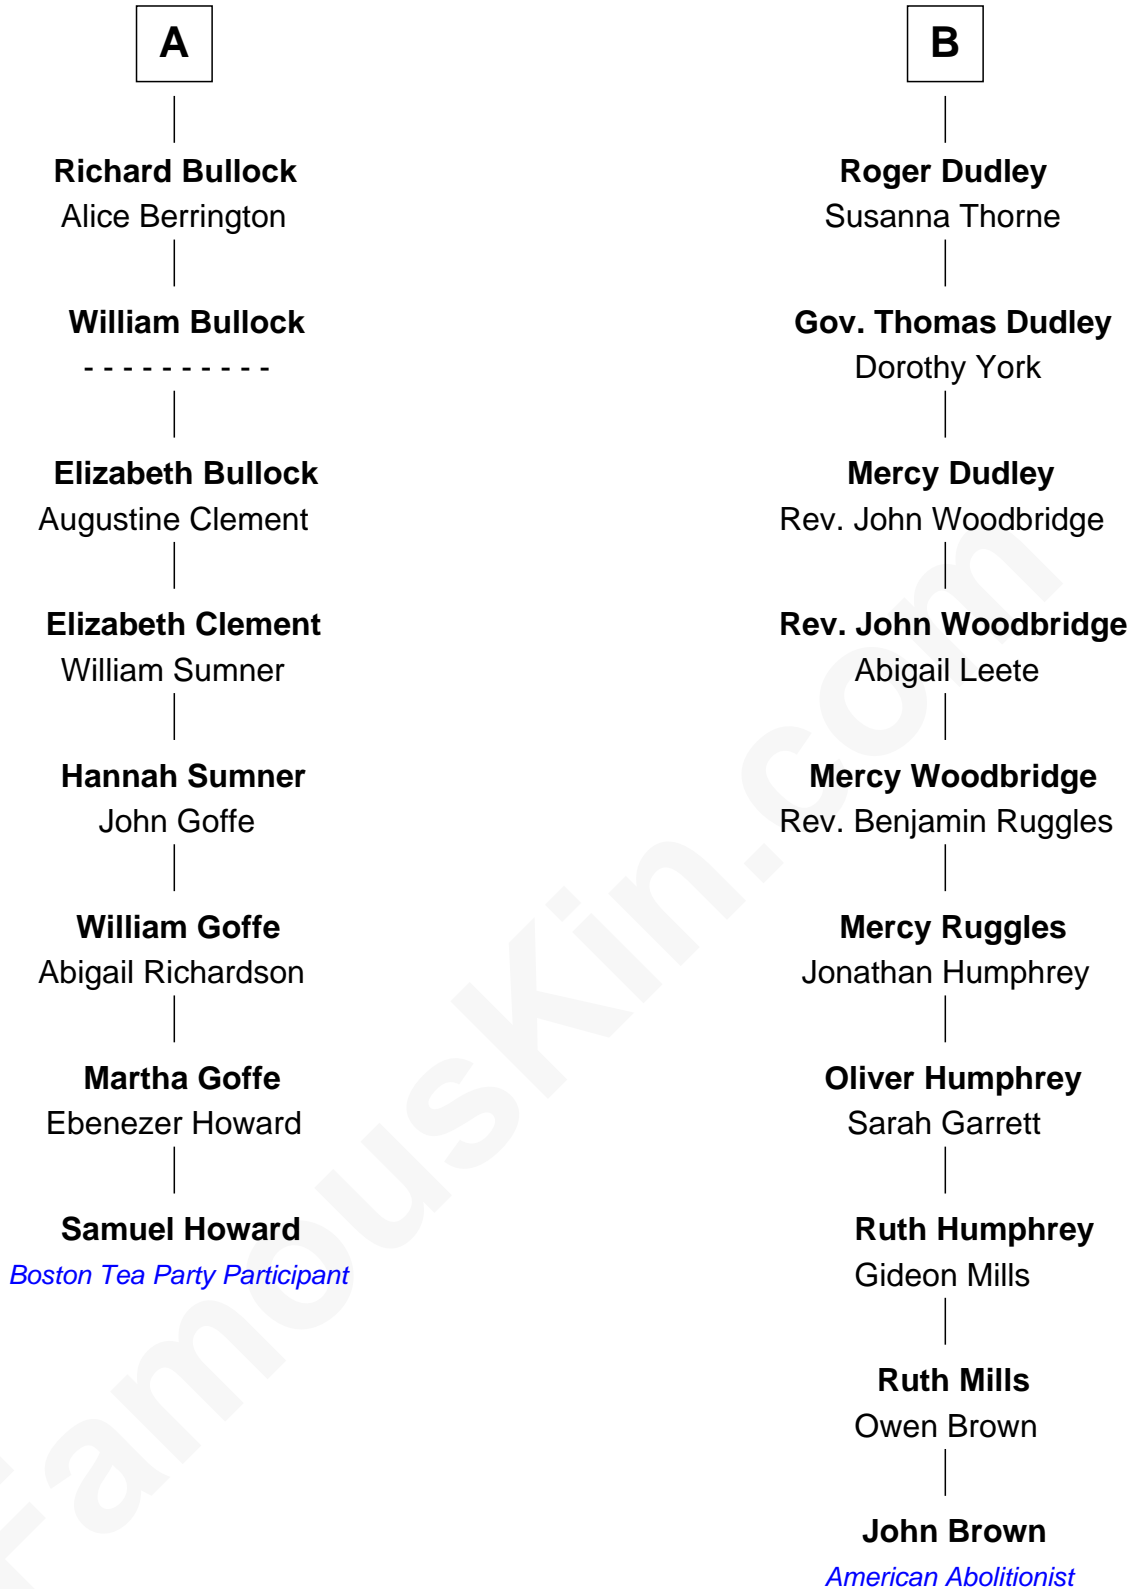 A
Richard Bullock
Alice Berrington
William Bullock
- - - - - - - - - -
Elizabeth Bullock
Augustine Clement
Elizabeth Clement
William Sumner
Hannah Sumner
John Goffe
William Goffe
Abigail Richardson
Martha Goffe
Ebenezer Howard
Samuel Howard
Boston Tea Party Participant
B
Roger Dudley
Susanna Thorne
Gov. Thomas Dudley
Dorothy York
Mercy Dudley
Rev. John Woodbridge
Rev. John Woodbridge
Abigail Leete
Mercy Woodbridge
Rev. Benjamin Ruggles
Mercy Ruggles
Jonathan Humphrey
Oliver Humphrey
Sarah Garrett
Ruth Humphrey
Gideon Mills
Ruth Mills
Owen Brown
John Brown
American Abolitionist
FamousKin.com